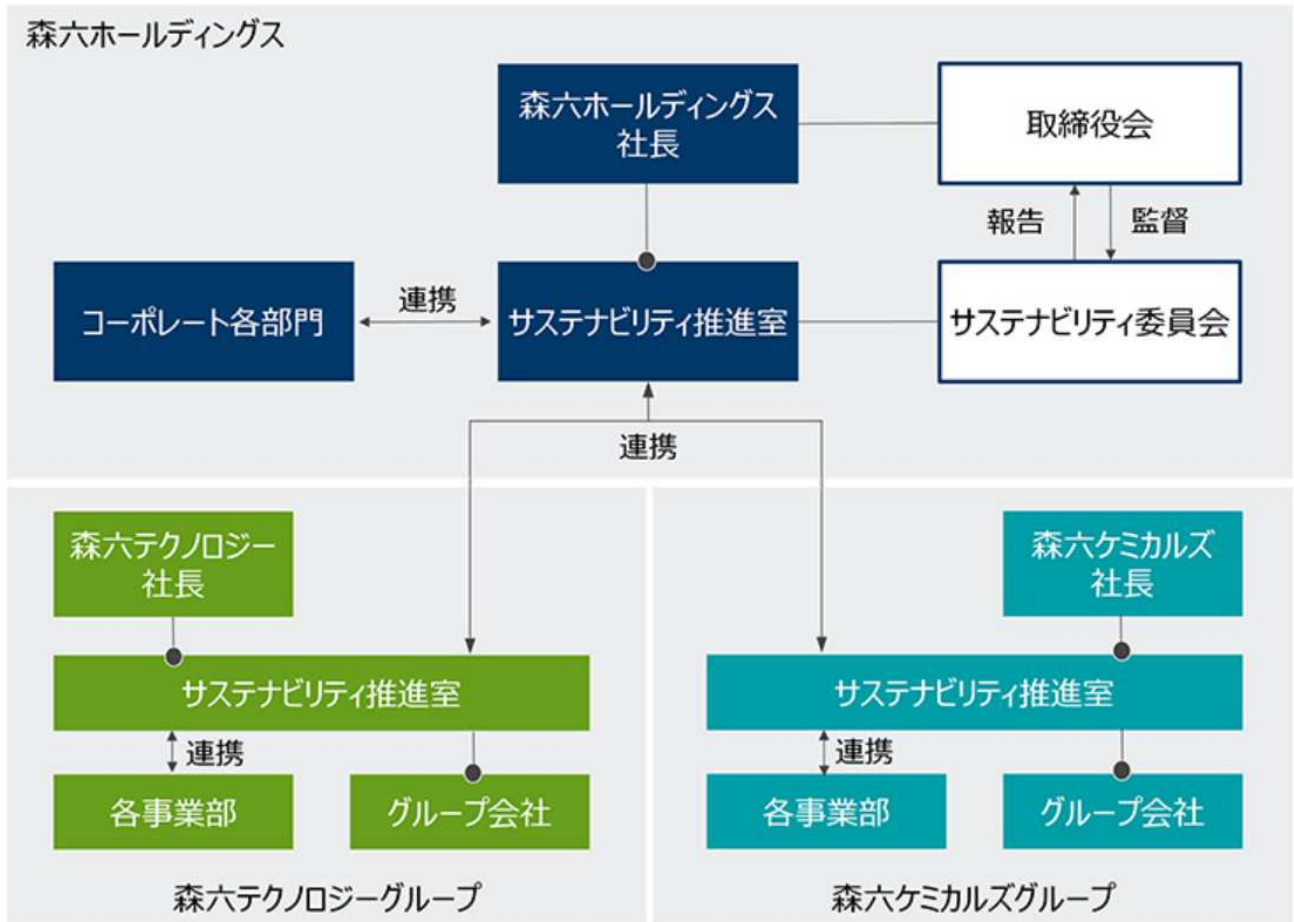 森六ホールディングス
森六ホールディングス
社長
取締役会
報告
監督
コーポレート各部門
連携
サステナビリティ推進室
サステナビリティ委員会
連携
森六テクノロジー
社長
サステナビリティ推進室
連携
各事業部
グループ会社
森六テクノロジーグループ
森六ケミカルズ
社長
サステナビリティ推進室
連携
各事業部
グループ会社
森六ケミカルズグループ